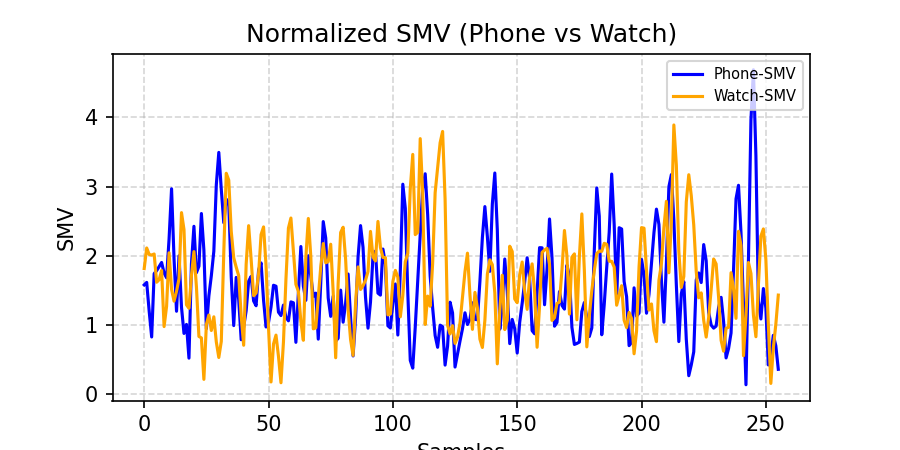 Normalized SMV (Phone vs Watch)
Phone-SMV
Watch-SMV
SMV
4
3
2
1
0
0 50 100 150 200 250
Samples